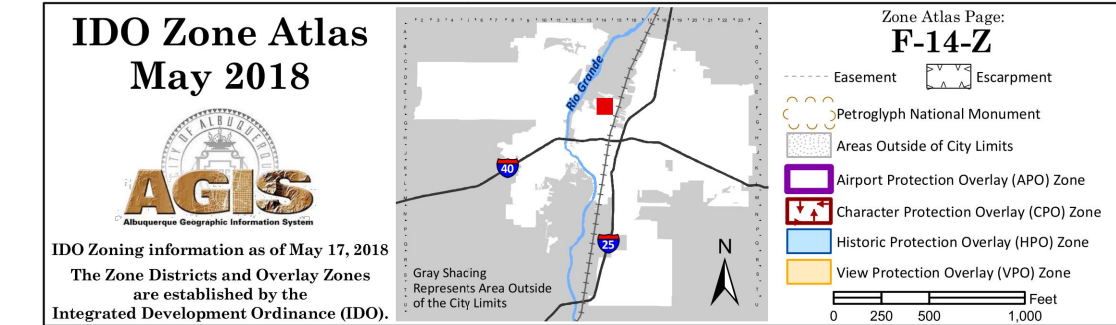 IDO Zone Atlas
May 2018
CITY OF ALBUQUERQUE
AGIS
Albuquerque Geographic Information System
IDO Zoning information as of May 17, 2018
The Zone Districts and Overlay Zones
are established by the
Integrated Development Ordinance (IDO).
Rio Grande
40
25
Gray Shacing
Represents Area Outside
of the City Limits
N
Zone Atlas Page:
F-14-Z
Easement
Escarpment
Petroglyph National Monument
Areas Outside of City Limits
Airport Protection Overlay (APO) Zone
Character Protection Overlay (CPO) Zone
Historic Protection Overlay (HPO) Zone
View Protection Overlay (VPO) Zone
Feet
0 250 500 1,000